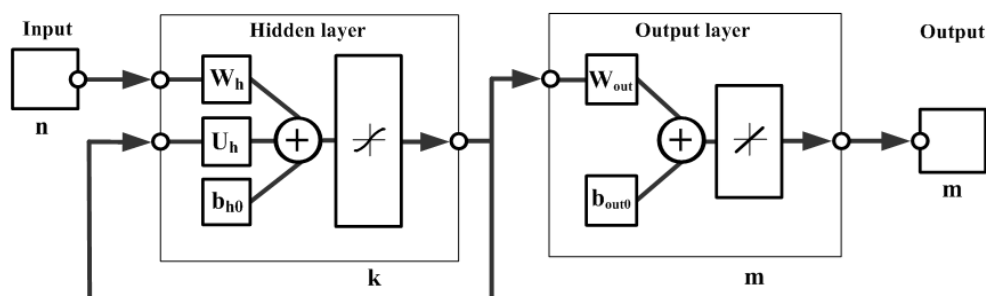 Input
Hidden layer
Output layer
Output
W_h
U_h
b_h0
n
k
W_out
b_out0
m
m